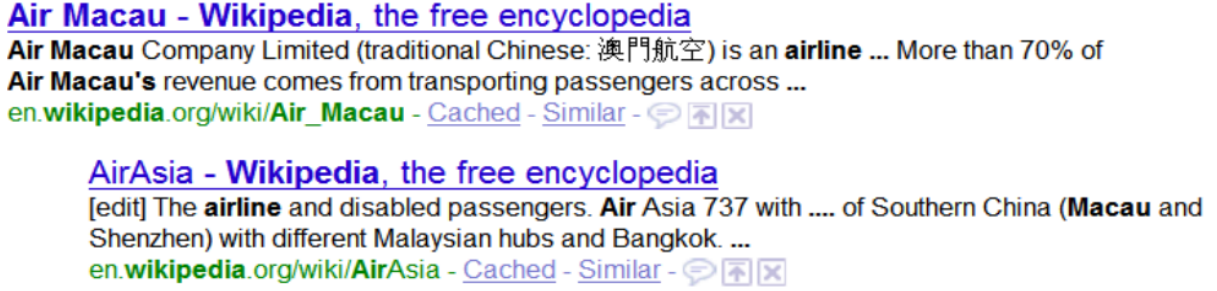 Air Macau - Wikipedia, the free encyclopedia
Air Macau Company Limited (traditional Chinese: 澳門航空) is an airline ... More than 70% of
Air Macau's revenue comes from transporting passengers across ...
en.wikipedia.org/wiki/Air_Macau - Cached - Similar -
AirAsia - Wikipedia, the free encyclopedia
[edit] The airline and disabled passengers. Air Asia 737 with .... of Southern China (Macau and
Shenzhen) with different Malaysian hubs and Bangkok. ...
en.wikipedia.org/wiki/AirAsia - Cached - Similar -